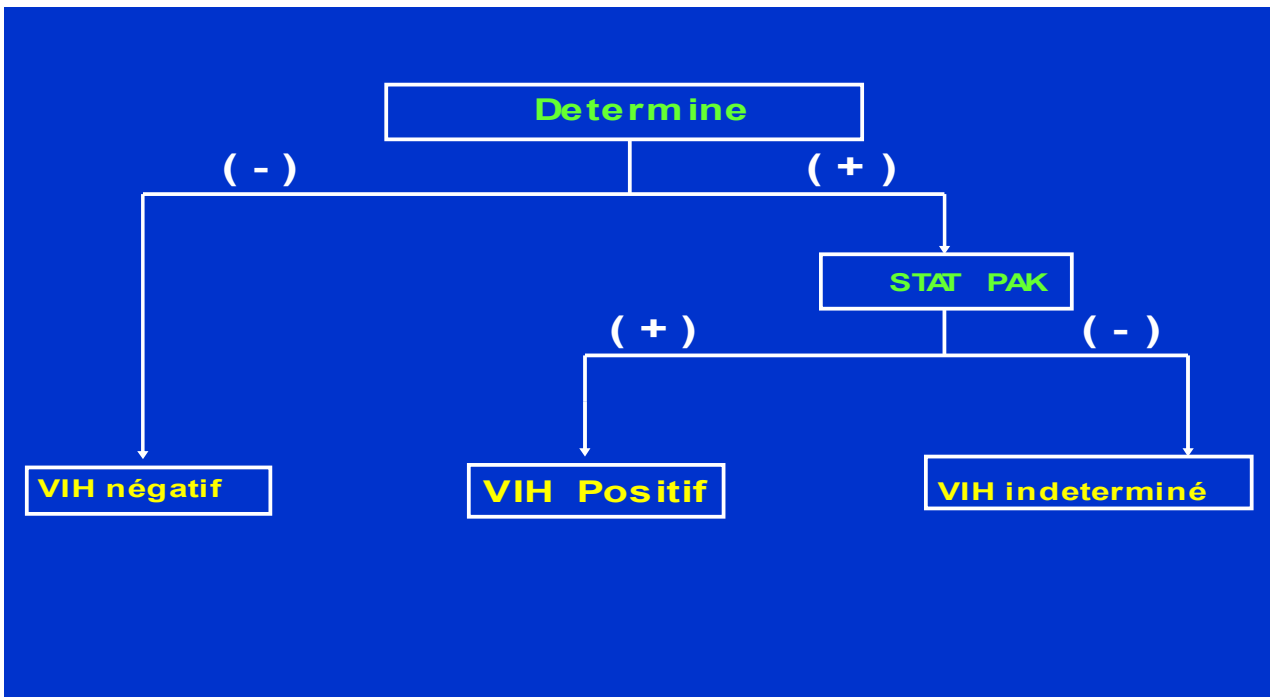 Determine
( - )
( + )
STAT PAK
( + )
( - )
VIH négatif
VIH Positif
VIH indeterminé